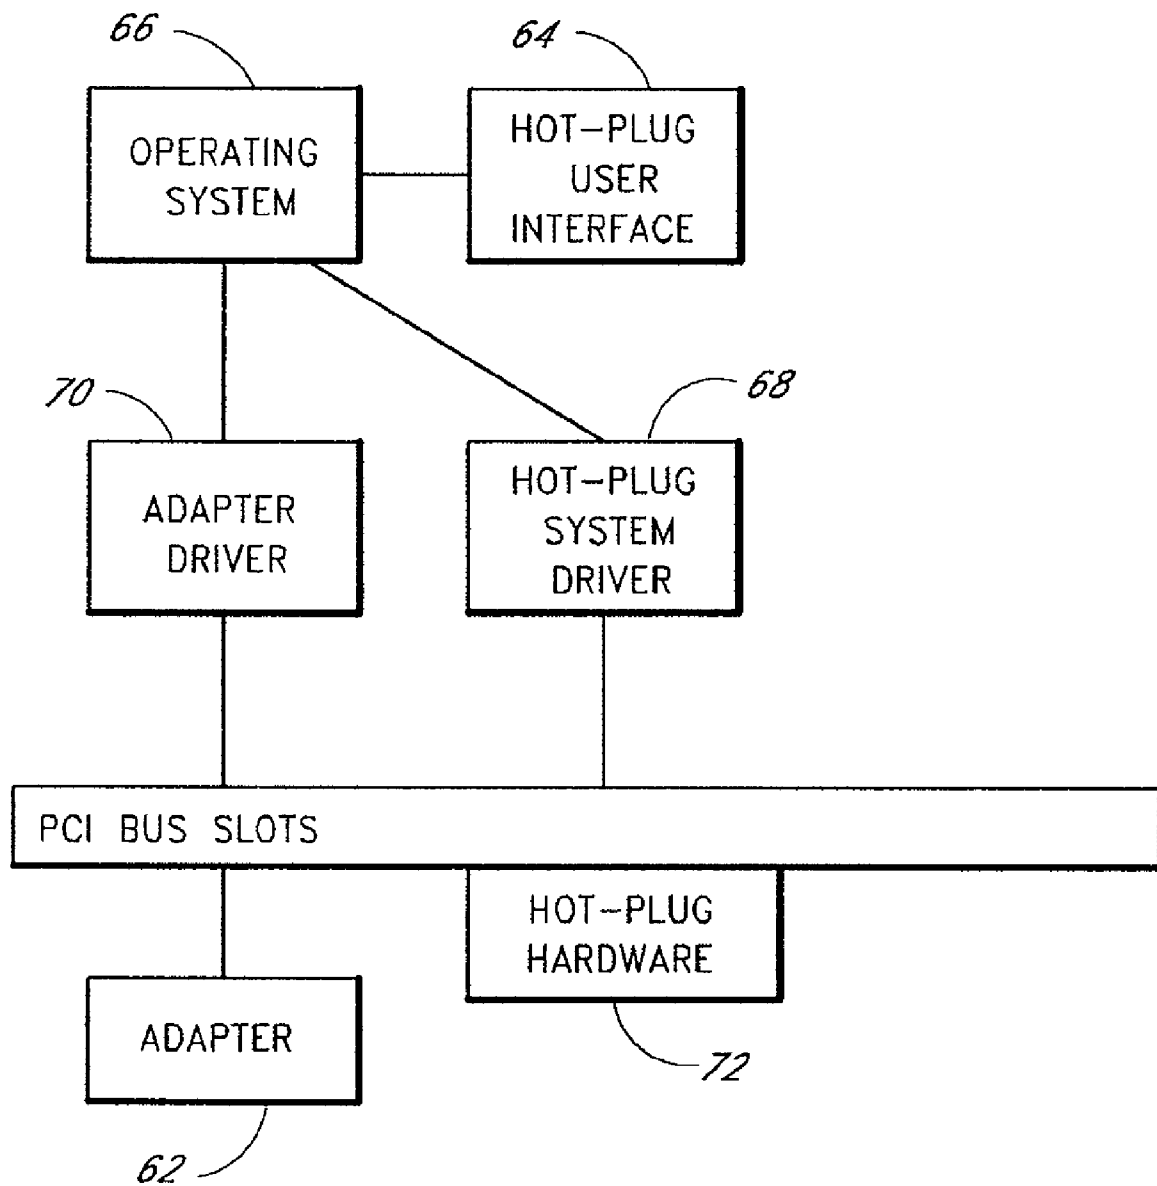 66
64
OPERATING
SYSTEM
HOT-PLUG
USER
INTERFACE
70
68
ADAPTER
DRIVER
HOT-PLUG
SYSTEM
DRIVER
PCI BUS SLOTS
HOT-PLUG
HARDWARE
ADAPTER
72
62